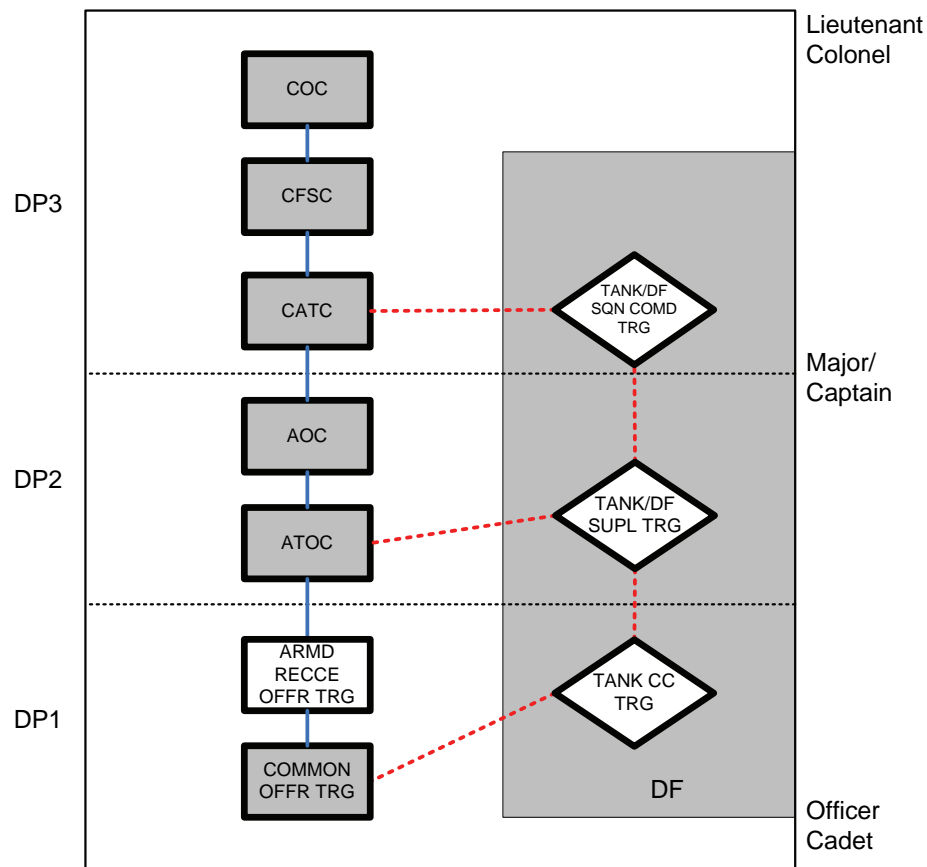 Lieutenant
Colonel
COC
DP3
CFSC
CATC
TANK/DF
SQN COMD
TRG
Major/
Captain
AOC
DP2
TANK/DF
SUPL TRG
ATOC
ARMD
RECCE
OFFR TRG
TANK CC
TRG
DP1
COMMON
OFFR TRG
DF
Officer
Cadet